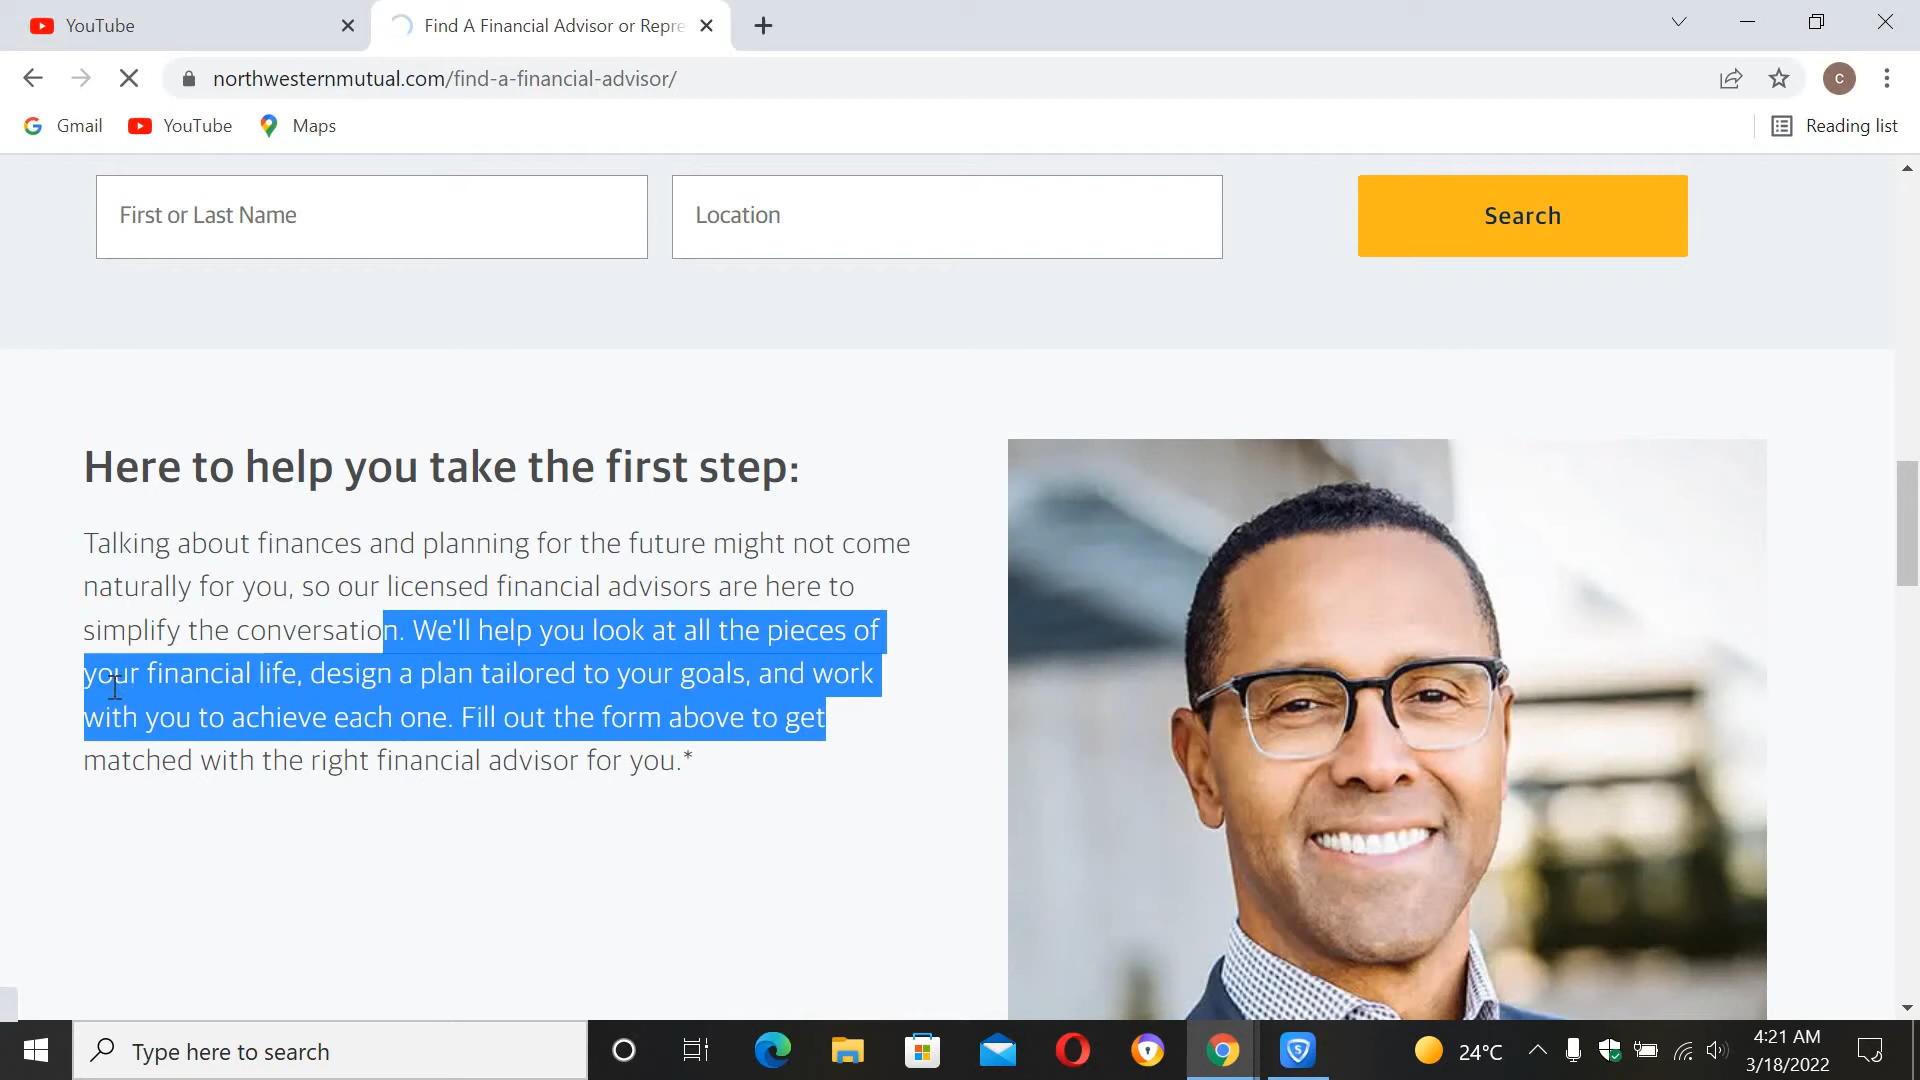 YouTube
Find A Financial Advisor or Repre
northwesternmutual.com/find-a-financial-advisor/
C
Gmail
YouTube
Maps
Reading list
First or Last Name
Location
Search
Here to help you take the first step:
Talking about finances and planning for the future might not come
naturally for you, so our licensed financial advisors are here to
simplify the conversation. We'll help you look at all the pieces of
your financial life, design a plan tailored to your goals, and work
with you to achieve each one. Fill out the form above to get
matched with the right financial advisor for you.*
Type here to search
24°C
4:21 AM
3/18/2022